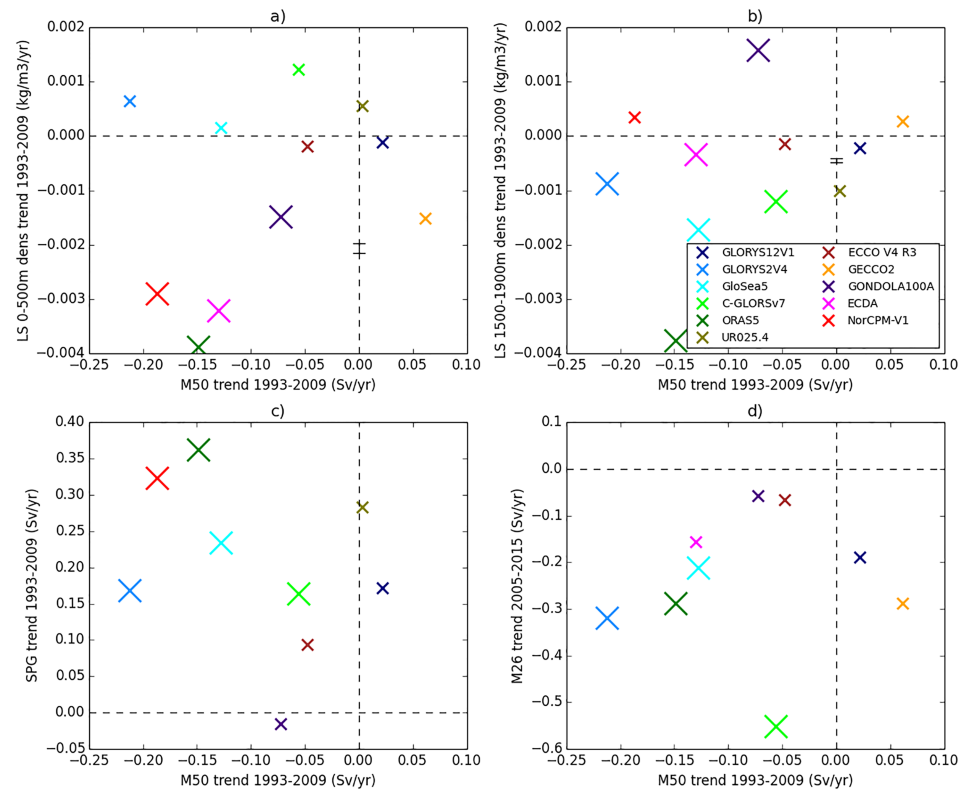 a)
0.002
0.001
0.000
−0.001
−0.002
−0.003
−0.004
−0.25 −0.20 −0.15 −0.10 −0.05 0.00 0.05 0.10
LS 0-500m dens trend 1993-2009 (kg/m3/yr)
M50 trend 1993-2009 (Sv/yr)
b)
0.002
0.001
0.000
−0.001
−0.002
−0.003
−0.004
−0.25 −0.20 −0.15 −0.10 −0.05 0.00 0.05 0.10
LS 1500-1900m dens trend 1993-2009 (kg/m3/yr)
M50 trend 1993-2009 (Sv/yr)
GLORYS12V1
GLORYS2V4
GloSea5
C-GLORSv7
ORAS5
UR025.4
ECCO V4 R3
GECCO2
GONDOLA100A
ECDA
NorCPM-V1
c)
0.40
0.35
0.30
0.25
0.20
0.15
0.10
0.05
0.00
−0.05
−0.25 −0.20 −0.15 −0.10 −0.05 0.00 0.05 0.10
SPG trend 1993-2009 (Sv/yr)
M50 trend 1993-2009 (Sv/yr)
d)
0.1
0.0
−0.1
−0.2
−0.3
−0.4
−0.5
−0.6
−0.25 −0.20 −0.15 −0.10 −0.05 0.00 0.05 0.10
M26 trend 2005-2015 (Sv/yr)
M50 trend 1993-2009 (Sv/yr)